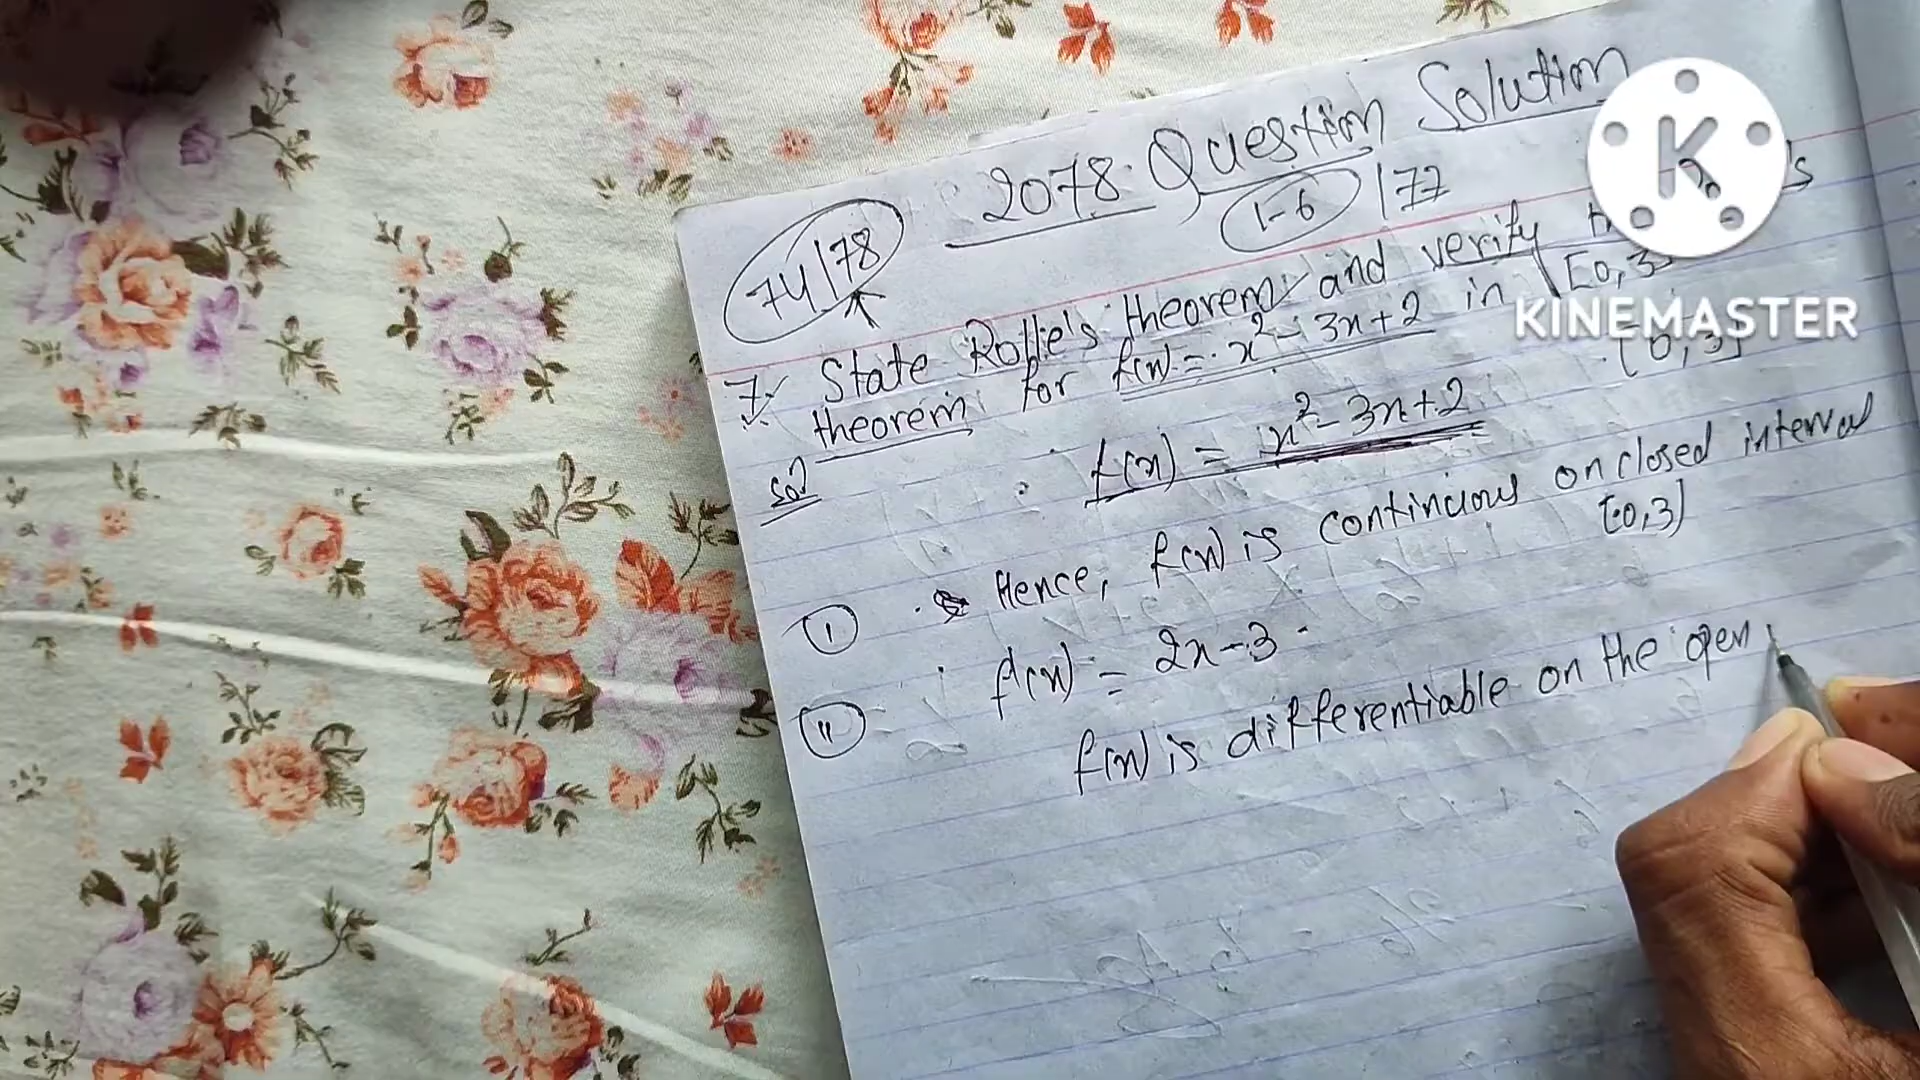 2078 Question Solution
74/78
1-6 /77
7. State Rolle's theorem and verify
theorem for f(x) = x² - 3x + 2 in [0, 3]
[0, 3]
Solⁿ
f(x) = x² - 3x + 2
(i) Hence, f(x) is continuous on closed interval
[0, 3]
f'(x) = 2x - 3
(ii) f(x) is differentiable on the open
K
KINEMASTER